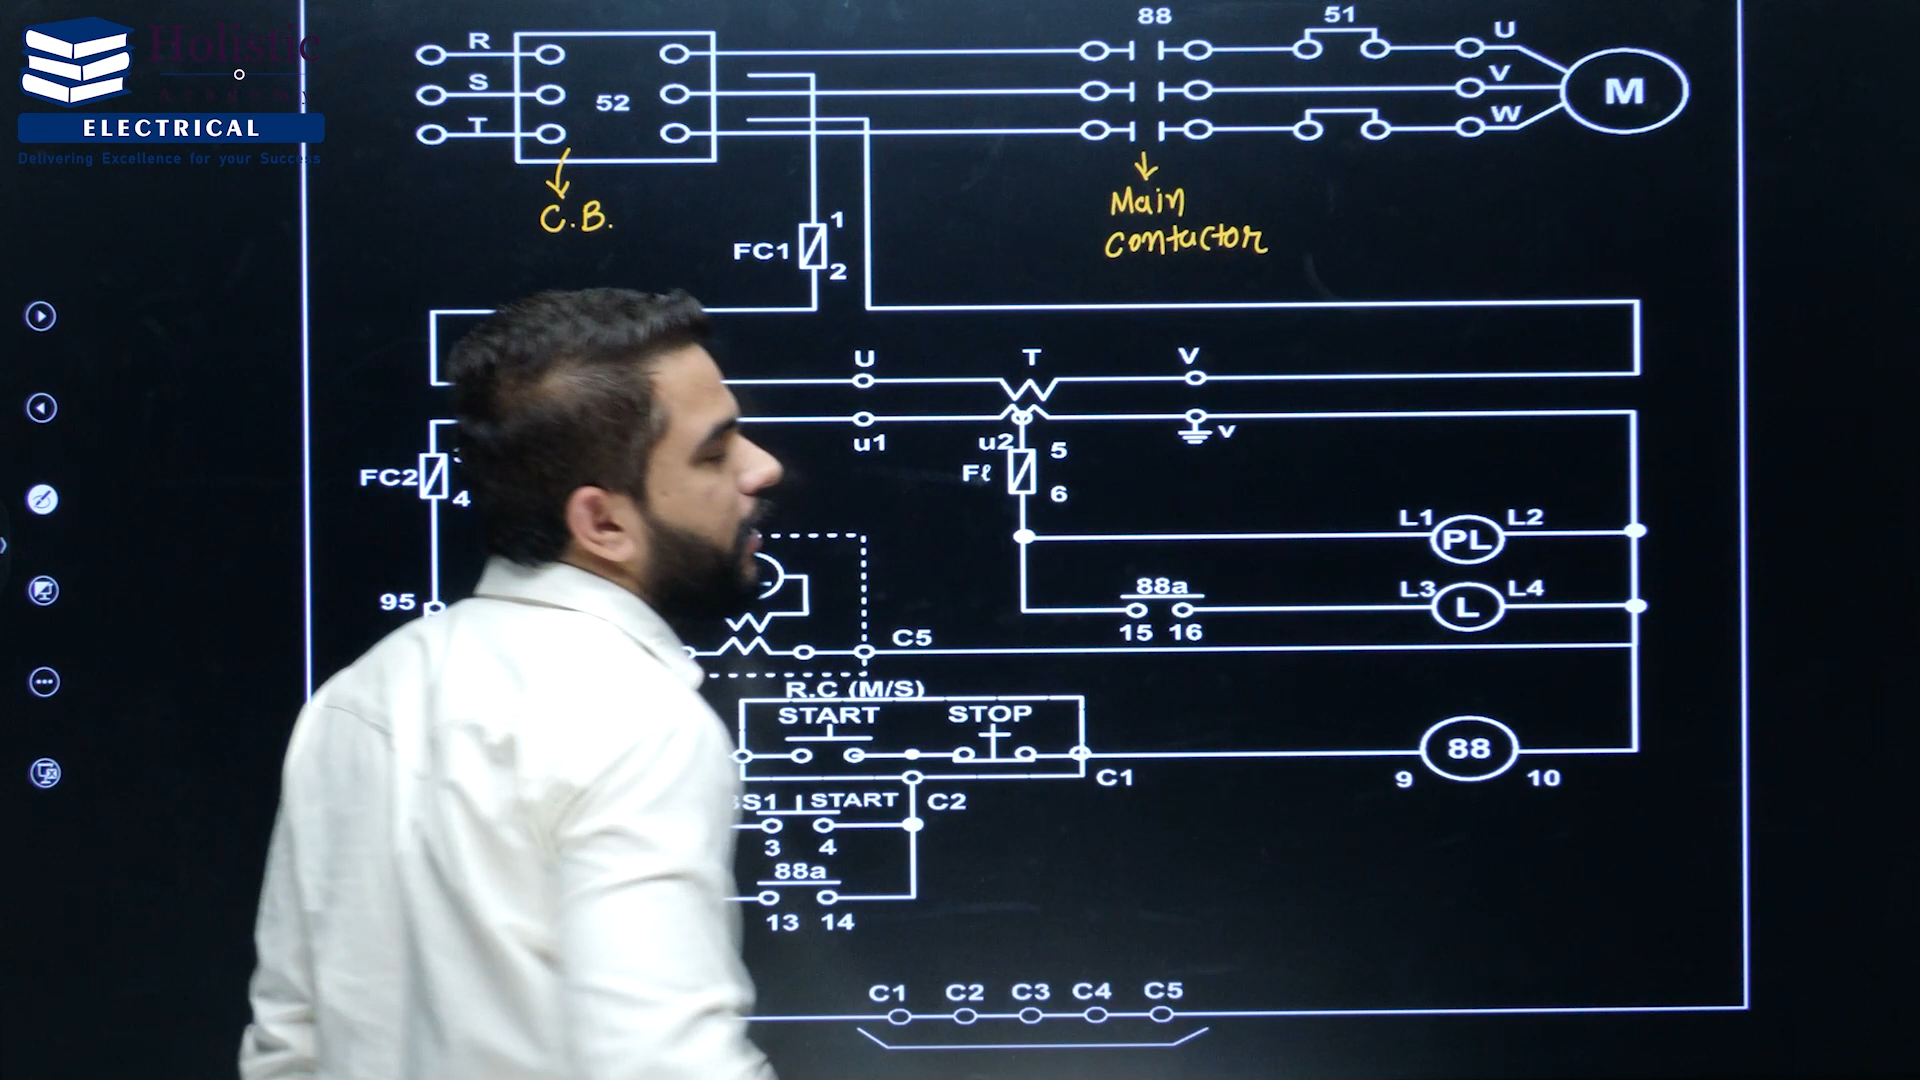 Holistic
ELECTRICAL
Delivering Excellence for your Success
88
51
R
S
T
52
U
V
W
M
C.B.
Main
contactor
FC1
1
2
U
T
V
u1
u2
v
5
Fℓ
6
FC2
4
L1
PL
L2
95
88a
15 16
L3
L
L4
C5
R.C (M/S)
START
STOP
C1
88
9
10
S1
START
C2
3
4
88a
13 14
C1 C2 C3 C4 C5